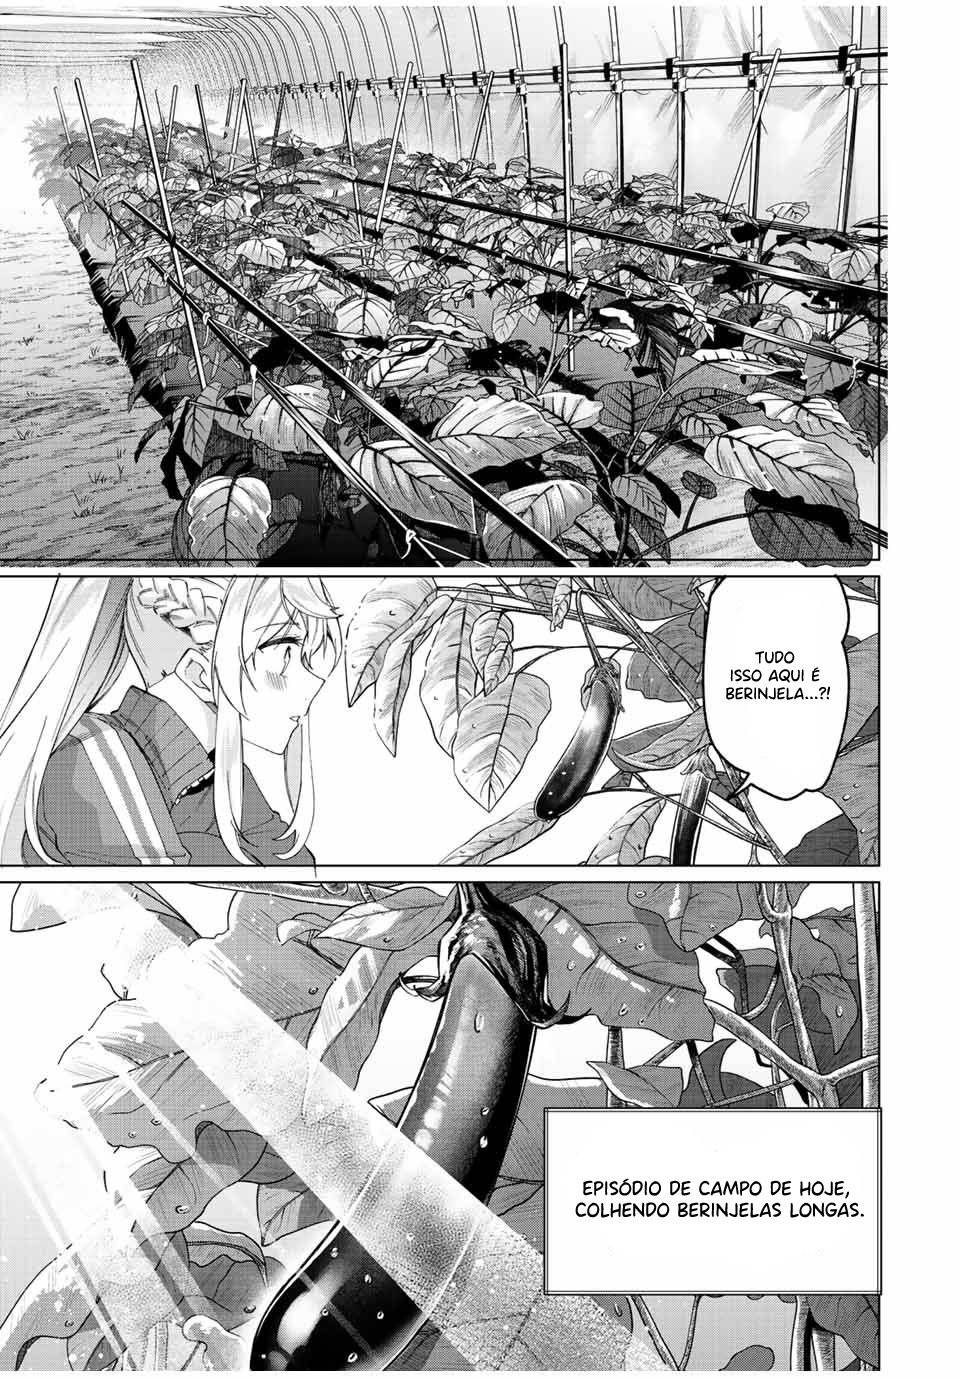 TUDO
ISSO AQUI É
BERINJELA...?!
EPISÓDIO DE CAMPO DE HOJE,
COLHENDO BERINJELAS LONGAS.